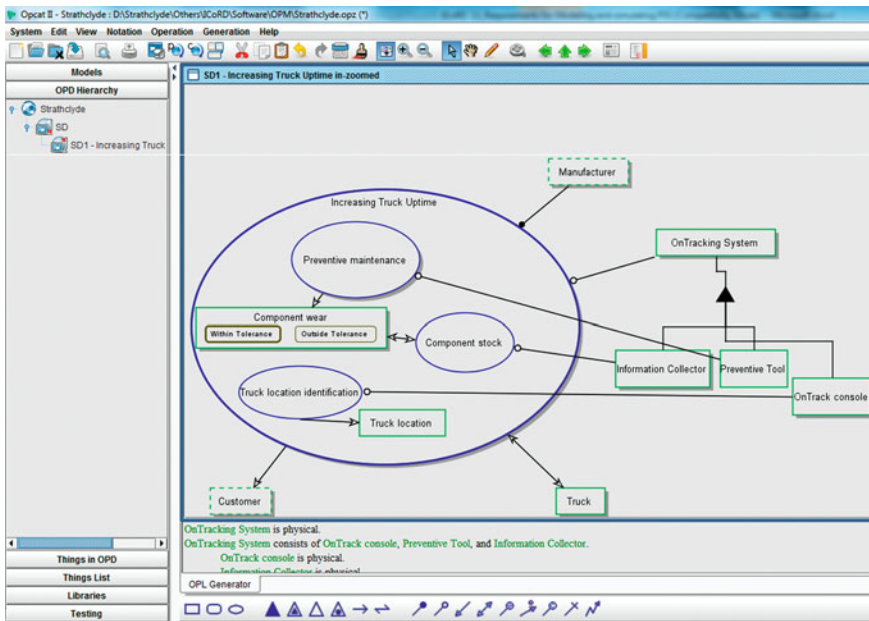 Opcat II - Strathclyde : D:\Strathclyde\Others\ICoRD\Software\OPM\Strathclyde.opz (*)
System Edit View Notation Operation Generation Help
Models
OPD Hierarchy
Strathclyde
SD
SD1 - Increasing Truck
Things in OPD
Things List
Libraries
Testing
SD1 - Increasing Truck Uptime in-zoomed
Manufacturer
Increasing Truck Uptime
OnTracking System
Preventive maintenance
Component wear
Within Tolerance Outside Tolerance
Component stock
Information Collector
Preventive Tool
OnTrack console
Truck location identification
Truck location
Customer
Truck
OnTracking System is physical.
OnTracking System consists of OnTrack console, Preventive Tool, and Information Collector.
OnTrack console is physical.
Information Collector is physical
OPL Generator